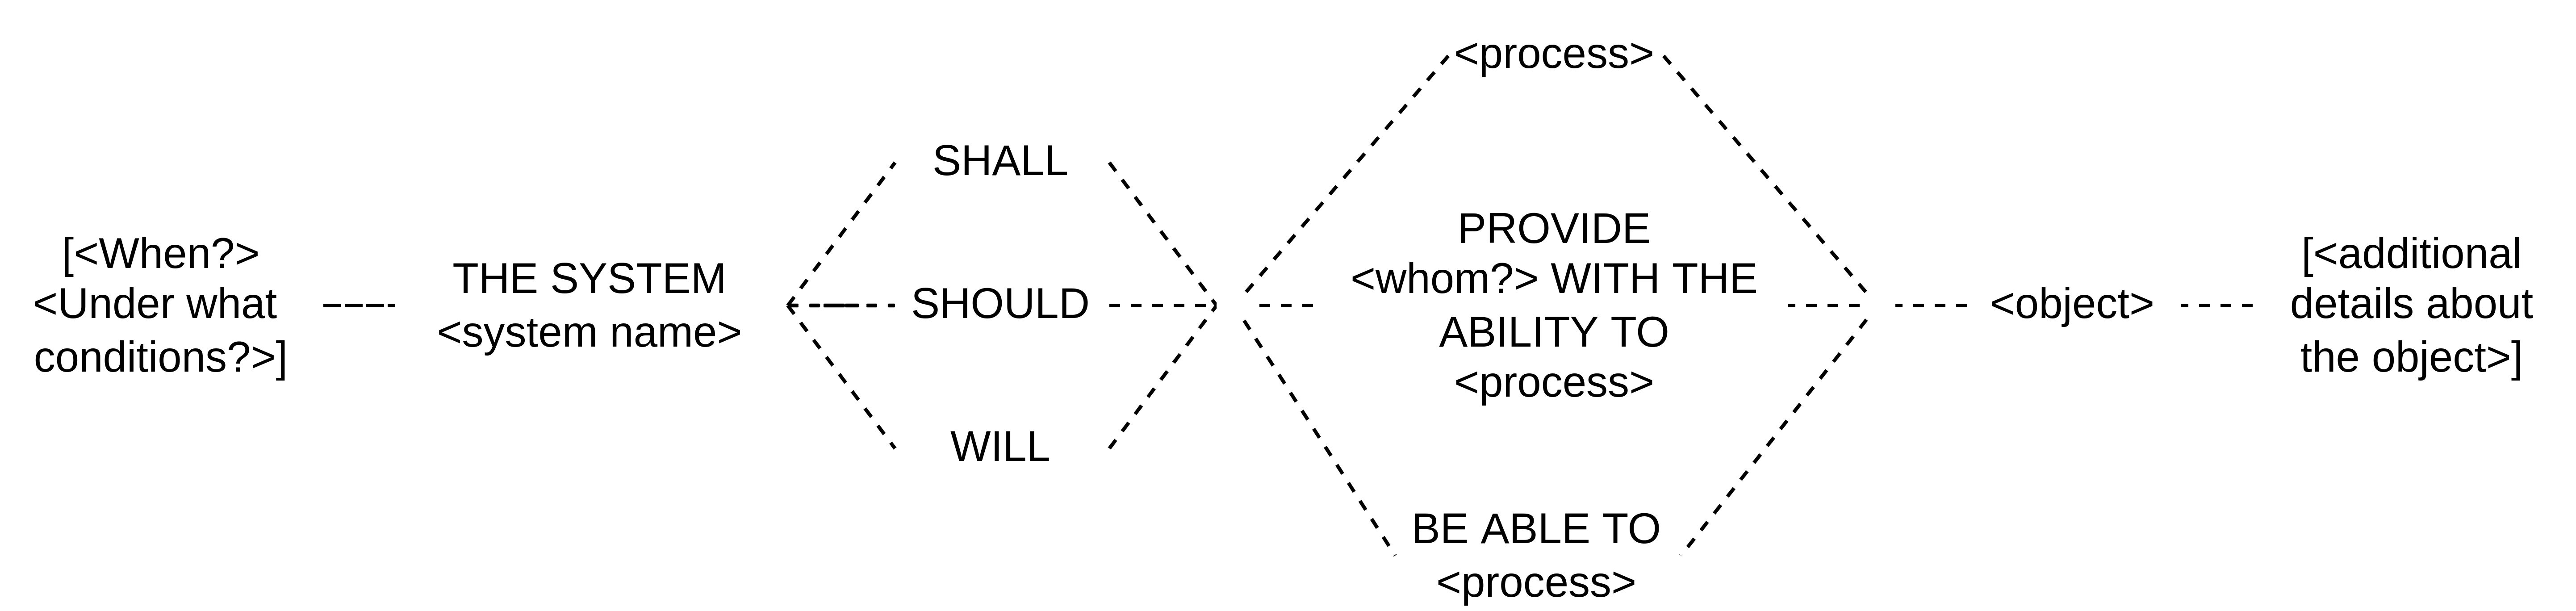 [<When?>
<Under what
conditions?>]
THE SYSTEM
<system name>
SHALL
SHOULD
WILL
<process>
PROVIDE
<whom?> WITH THE
ABILITY TO
<process>
BE ABLE TO
<process>
<object>
[<additional
details about
the object>]